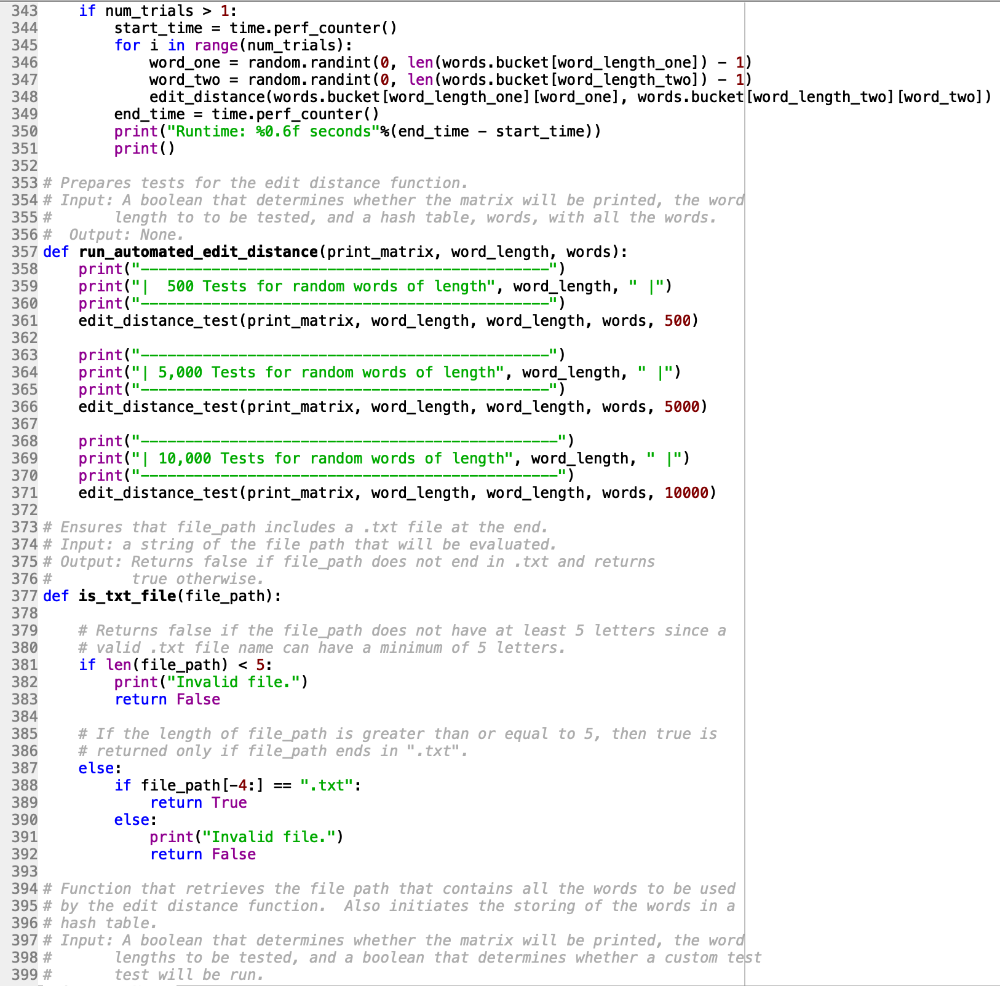 343     if num_trials > 1:
344         start_time = time.perf_counter()
345         for i in range(num_trials):
346             word_one = random.randint(0, len(words.bucket[word_length_one]) - 1)
347             word_two = random.randint(0, len(words.bucket[word_length_two]) - 1)
348             edit_distance(words.bucket[word_length_one][word_one], words.bucket[word_length_two][word_two])
349         end_time = time.perf_counter()
350         print("Runtime: %0.6f seconds"%(end_time - start_time))
351         print()
352
353 # Prepares tests for the edit distance function.
354 # Input: A boolean that determines whether the matrix will be printed, the word
355 #       length to to be tested, and a hash table, words, with all the words.
356 #  Output: None.
357 def run_automated_edit_distance(print_matrix, word_length, words):
358     print("----------------------------------------------")
359     print("|  500 Tests for random words of length", word_length, " |")
360     print("----------------------------------------------")
361     edit_distance_test(print_matrix, word_length, word_length, words, 500)
362
363     print("----------------------------------------------")
364     print("| 5,000 Tests for random words of length", word_length, " |")
365     print("----------------------------------------------")
366     edit_distance_test(print_matrix, word_length, word_length, words, 5000)
367
368     print("-----------------------------------------------")
369     print("| 10,000 Tests for random words of length", word_length, " |")
370     print("-----------------------------------------------")
371     edit_distance_test(print_matrix, word_length, word_length, words, 10000)
372
373 # Ensures that file_path includes a .txt file at the end.
374 # Input: a string of the file path that will be evaluated.
375 # Output: Returns false if file_path does not end in .txt and returns
376 #         true otherwise.
377 def is_txt_file(file_path):
378
379     # Returns false if the file_path does not have at least 5 letters since a
380     # valid .txt file name can have a minimum of 5 letters.
381     if len(file_path) < 5:
382         print("Invalid file.")
383         return False
384
385     # If the length of file_path is greater than or equal to 5, then true is
386     # returned only if file_path ends in ".txt".
387     else:
388         if file_path[-4:] == ".txt":
389             return True
390         else:
391             print("Invalid file.")
392             return False
393
394 # Function that retrieves the file path that contains all the words to be used
395 # by the edit distance function.  Also initiates the storing of the words in a
396 # hash table.
397 # Input: A boolean that determines whether the matrix will be printed, the word
398 #       lengths to be tested, and a boolean that determines whether a custom test
399 #       test will be run.